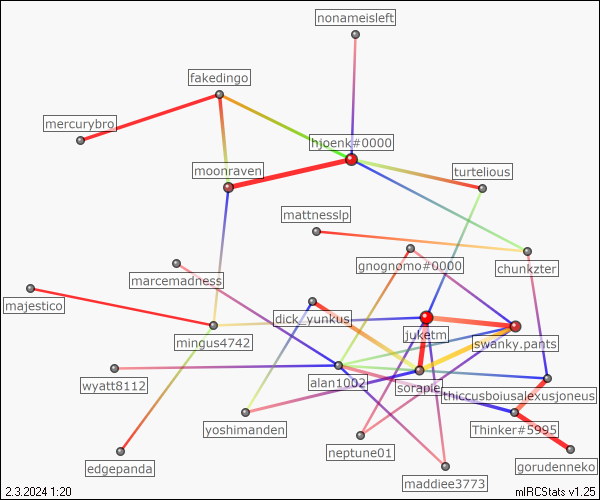 nonameisleft
fakedingo
mercurybro
hjoenk#0000
moonraven
turtelious
mattnesslp
gnognomo#0000
chunkzter
marcemadness
majestico
dick_yunkus
juketm
mingus4742
swanky.pants
alan1002
sorapie
thiccusboiusalexusjoneus
wyatt8112
yoshimanden
Thinker#5995
neptune01
edgepanda
gorudenneko
maddiee3773
2.3.2024 1:20
mIRCStats v1.25